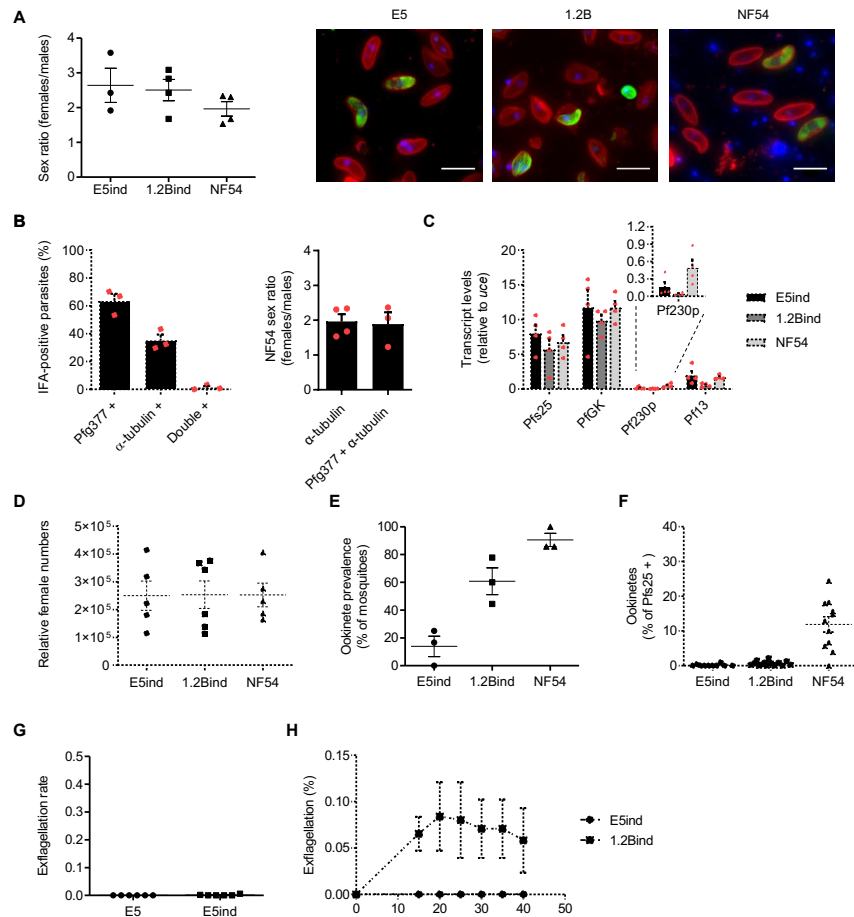 A
Sex ratio (females/males)
4
3
2
1
0
E5ind
1.2Bind
NF54
E5
1.2B
NF54
B
IFA-positive parasites (%)
100
80
60
40
20
0
Pfg377 +
α-tubulin +
Double +
NF54 sex ratio
(females/males)
4
3
2
1
0
α-tubulin
Pfg377 + α-tubulin
C
Transcript levels
(relative to uce)
20
15
10
5
0
Pfs25
PfGK
Pf230p
Pf13
1.2
0.9
0.6
0.3
0.0
Pf230p
E5ind
1.2Bind
NF54
D
Relative female numbers
5×10⁵
4×10⁵
3×10⁵
2×10⁵
1×10⁵
0
E5ind
1.2Bind
NF54
E
Ookinete prevalence
(% of mosquitoes)
100
80
60
40
20
0
E5ind
1.2Bind
NF54
F
Ookinetes
(% of Pfs25 +)
40
30
20
10
0
E5ind
1.2Bind
NF54
G
Exflagellation rate
0.5
0.4
0.3
0.2
0.1
0.0
E5
E5ind
H
Exflagellation (%)
0.15
0.10
0.05
0.00
0
10
20
30
40
50
E5ind
1.2Bind